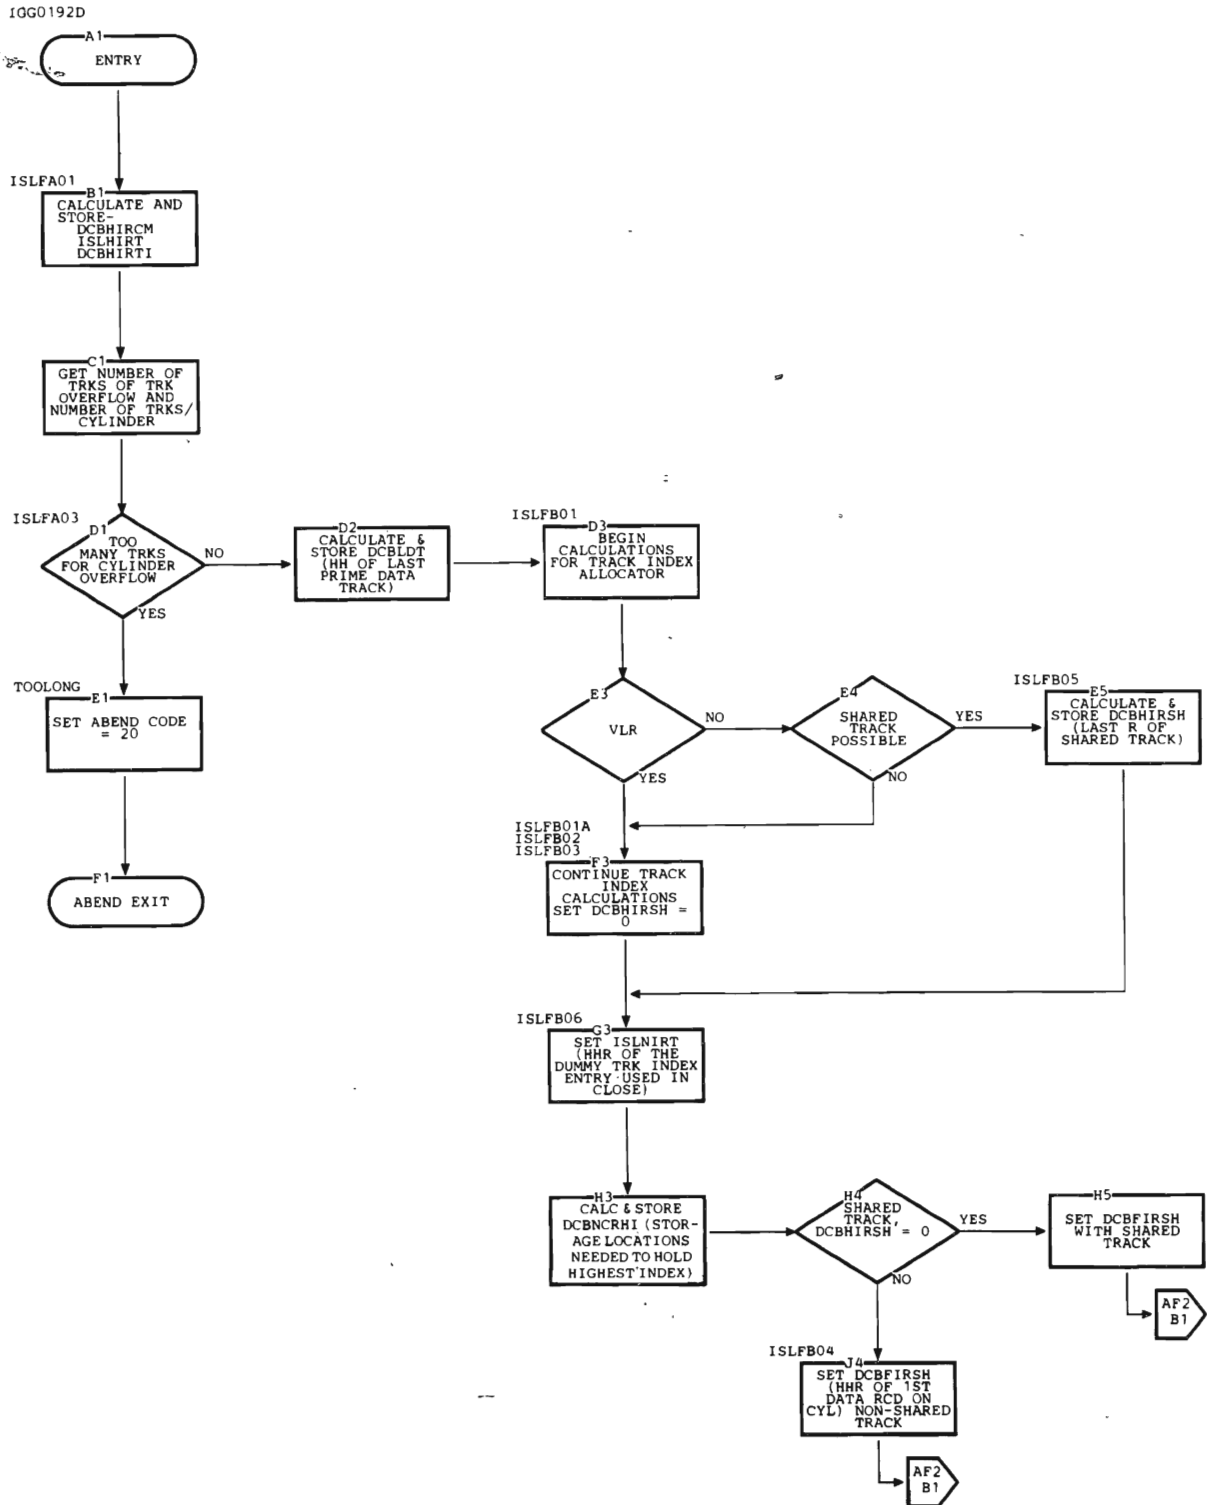 IGG0192D
A1
ENTRY
ISLFA01
B1
CALCULATE AND
STORE-
DCBHIRCM
ISLHIRT
DCBHIRTI
C1
GET NUMBER OF
TRKS OF TRK
OVERFLOW AND
NUMBER OF TRKS/
CYLINDER
ISLFA03
D1
TOO
MANY TRKS
FOR CYLINDER
OVERFLOW
NO
YES
D2
CALCULATE &
STORE DCBLDT
(HH OF LAST
PRIME DATA
TRACK)
ISLFB01
D3
BEGIN
CALCULATIONS
FOR TRACK INDEX
ALLOCATOR
TOOLONG
E1
SET ABEND CODE
= 20
E3
VLR
NO
YES
E4
SHARED
TRACK
POSSIBLE
YES
NO
ISLFB05
E5
CALCULATE &
STORE DCBHIRSH
(LAST R OF
SHARED TRACK)
F1
ABEND EXIT
ISLFB01A
ISLFB02
ISLFB03
F3
CONTINUE TRACK
INDEX
CALCULATIONS
SET DCBHIRSH =
0
ISLFB06
G3
SET ISLNIRT
(HHR OF THE
DUMMY TRK INDEX
ENTRY USED IN
CLOSE)
H3
CALC & STORE
DCBNCRHI (STOR-
AGE LOCATIONS
NEEDED TO HOLD
HIGHEST INDEX)
H4
SHARED
TRACK,
DCBHIRSH = 0
YES
NO
H5
SET DCBFIRSH
WITH SHARED
TRACK
AF2
B1
ISLFB04
J4
SET DCBFIRSH
(HHR OF 1ST
DATA RCD ON
CYL) NON-SHARED
TRACK
AF2
B1